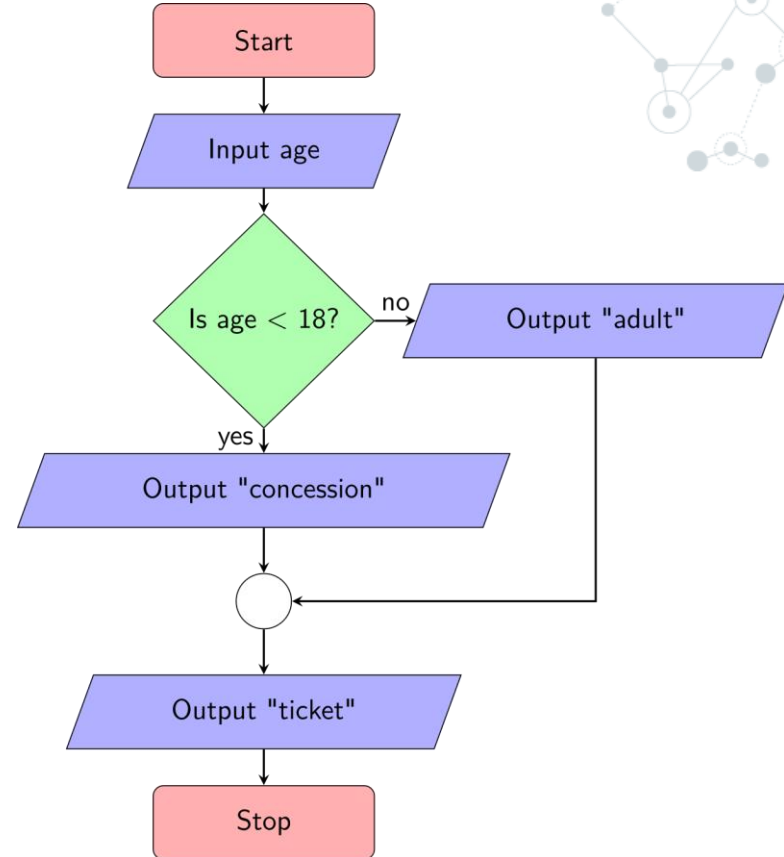 Start
Input age
Is age < 18?
no
Output "adult"
yes
Output "concession"
Output "ticket"
Stop